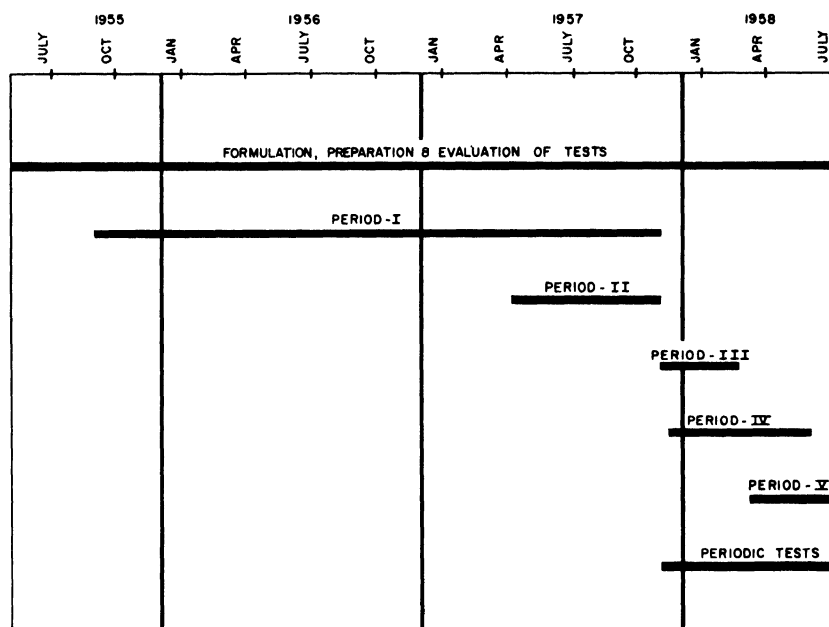 1955 1956 1957 1958
JULY OCT JAN APR JULY OCT JAN APR JULY OCT JAN APR JULY
FORMULATION, PREPARATION & EVALUATION OF TESTS
PERIOD-I
PERIOD-II
PERIOD-III
PERIOD-IV
PERIOD-V
PERIODIC TESTS